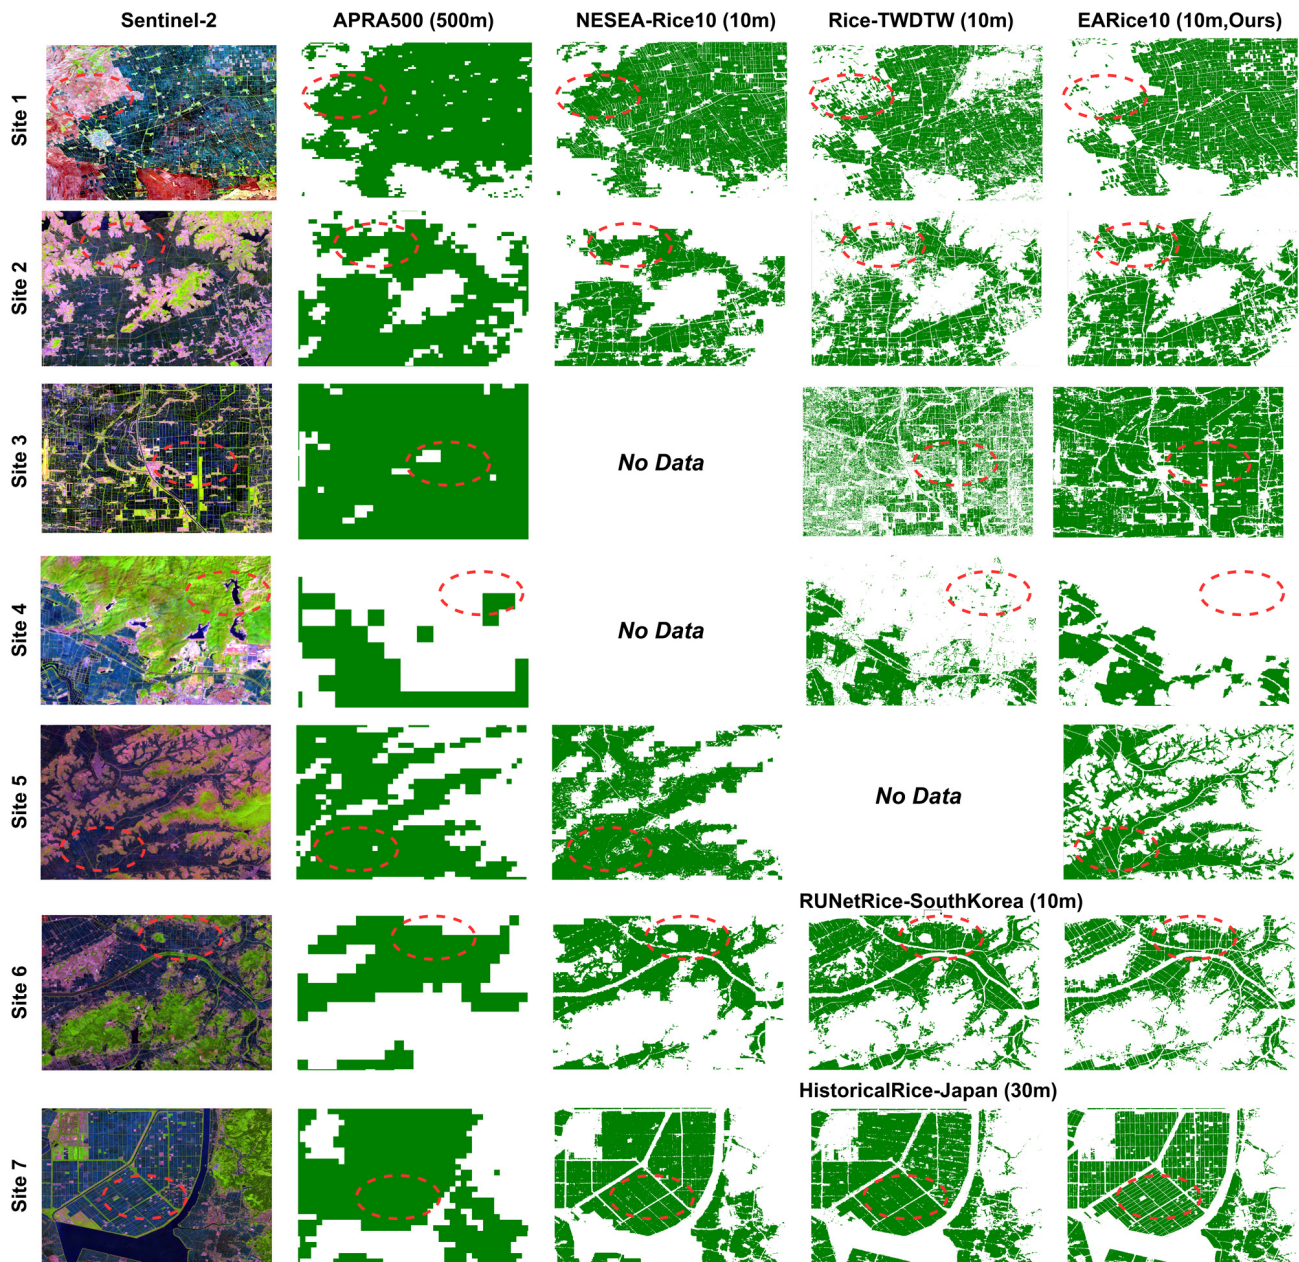 Sentinel-2 APRA500 (500m) NESEA-Rice10 (10m) Rice-TWDTW (10m) EARice10 (10m,Ours)
Site 1
Site 2
Site 3
No Data
Site 4
No Data
Site 5
No Data
RUNetRice-SouthKorea (10m)
Site 6
HistoricalRice-Japan (30m)
Site 7